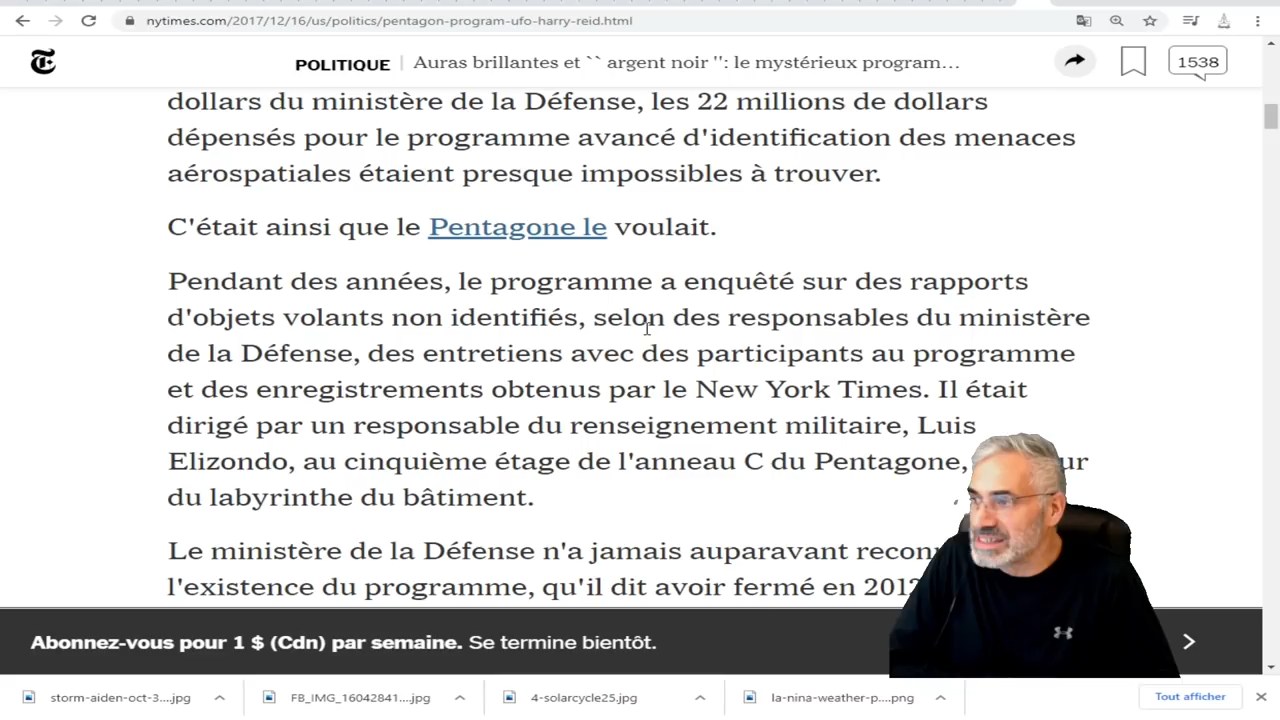 nytimes.com/2017/12/16/us/politics/pentagon-program-ufo-harry-reid.html
POLITIQUE | Auras brillantes et `` argent noir '': le mystérieux program…
1538
dollars du ministère de la Défense, les 22 millions de dollars
dépensés pour le programme avancé d'identification des menaces
aérospatiales étaient presque impossibles à trouver.
C'était ainsi que le Pentagone le voulait.
Pendant des années, le programme a enquêté sur des rapports
d'objets volants non identifiés, selon des responsables du ministère
de la Défense, des entretiens avec des participants au programme
et des enregistrements obtenus par le New York Times. Il était
dirigé par un responsable du renseignement militaire, Luis
Elizondo, au cinquième étage de l'anneau C du Pentagone,
du labyrinthe du bâtiment.
Le ministère de la Défense n'a jamais auparavant
l'existence du programme, qu'il dit avoir fermé en
Abonnez-vous pour 1 $ (Cdn) par semaine. Se termine bientôt.
storm-aiden-oct-3....jpg
FB_IMG_16042841....jpg
4-solarcycle25.jpg
la-nina-weather-p....png
Tout afficher